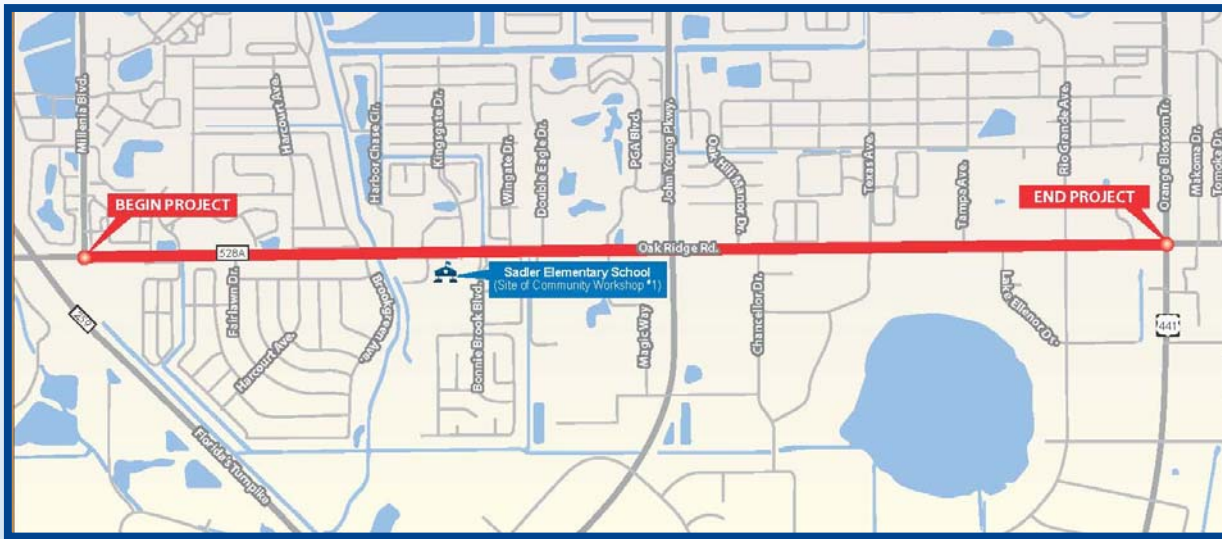 Millenia Blvd.
Harcourt Ave.
Harbor Chase Cir.
Kingsgate Dr.
Wingate Dr.
Double Eagle Dr.
PGA Blvd.
John Young Pkwy.
Oak Hill Manor Dr.
Texas Ave.
Tampa Ave.
Rio Grande Ave.
Orange Blossom Tr.
Makoma Dr.
Temoka Dr.
BEGIN PROJECT
END PROJECT
528A
Oak Ridge Rd.
Sadler Elementary School
(Site of Community Workshop #1)
Fairlawn Dr.
Harcourt Ave.
Brookgreen Ave.
Bonnie Brook Blvd.
Magic Way
Chancellor Dr.
Lake Ellenor Dr.
441
Florida's Turnpike